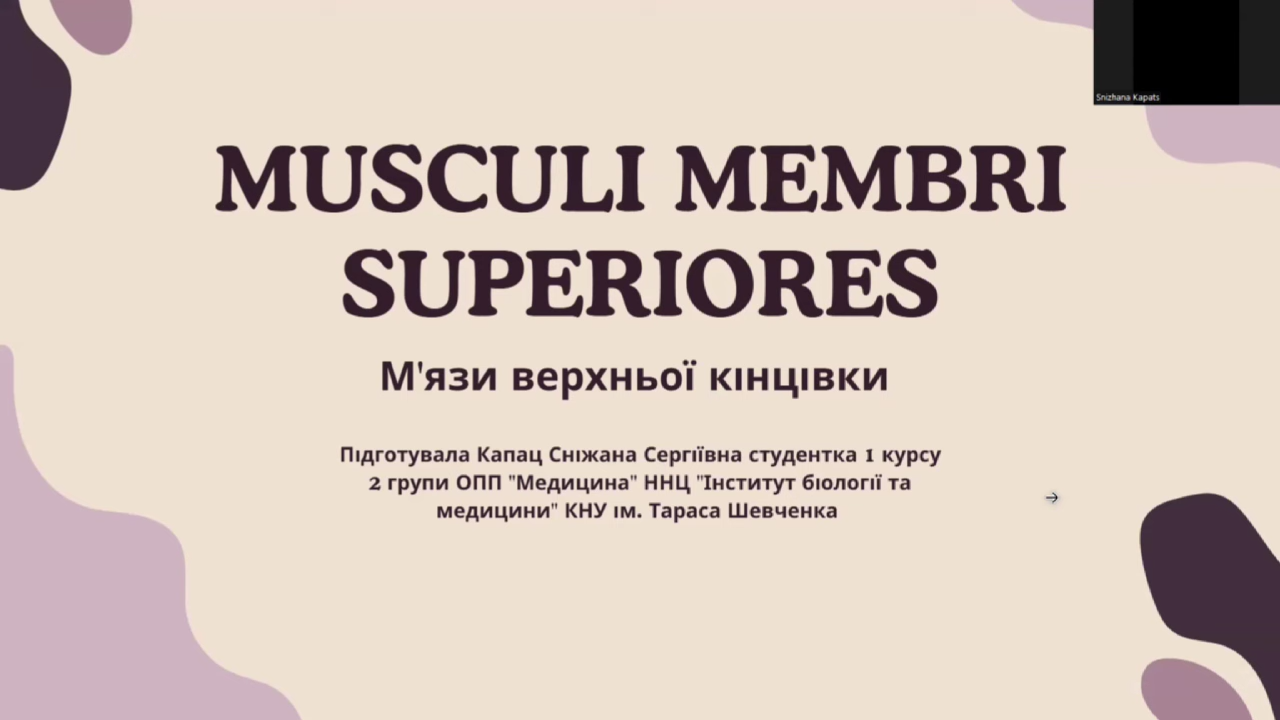 Snizhana Kapats
MUSCULI MEMBRI
SUPERIORES
М'язи верхньої кінцівки
Підготувала Капац Сніжана Сергіївна студентка 1 курсу
2 групи ОПП "Медицина" ННЦ "Інститут біології та
медицини" КНУ ім. Тараса Шевченка